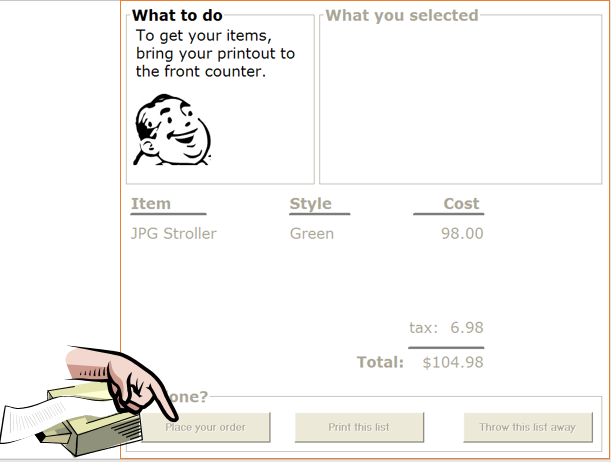 What to do
To get your items,
bring your printout to
the front counter.
What you selected
Item Style Cost
JPG Stroller Green 98.00
tax: 6.98
Total: $104.98
one?
Place your order Print this list Throw this list away